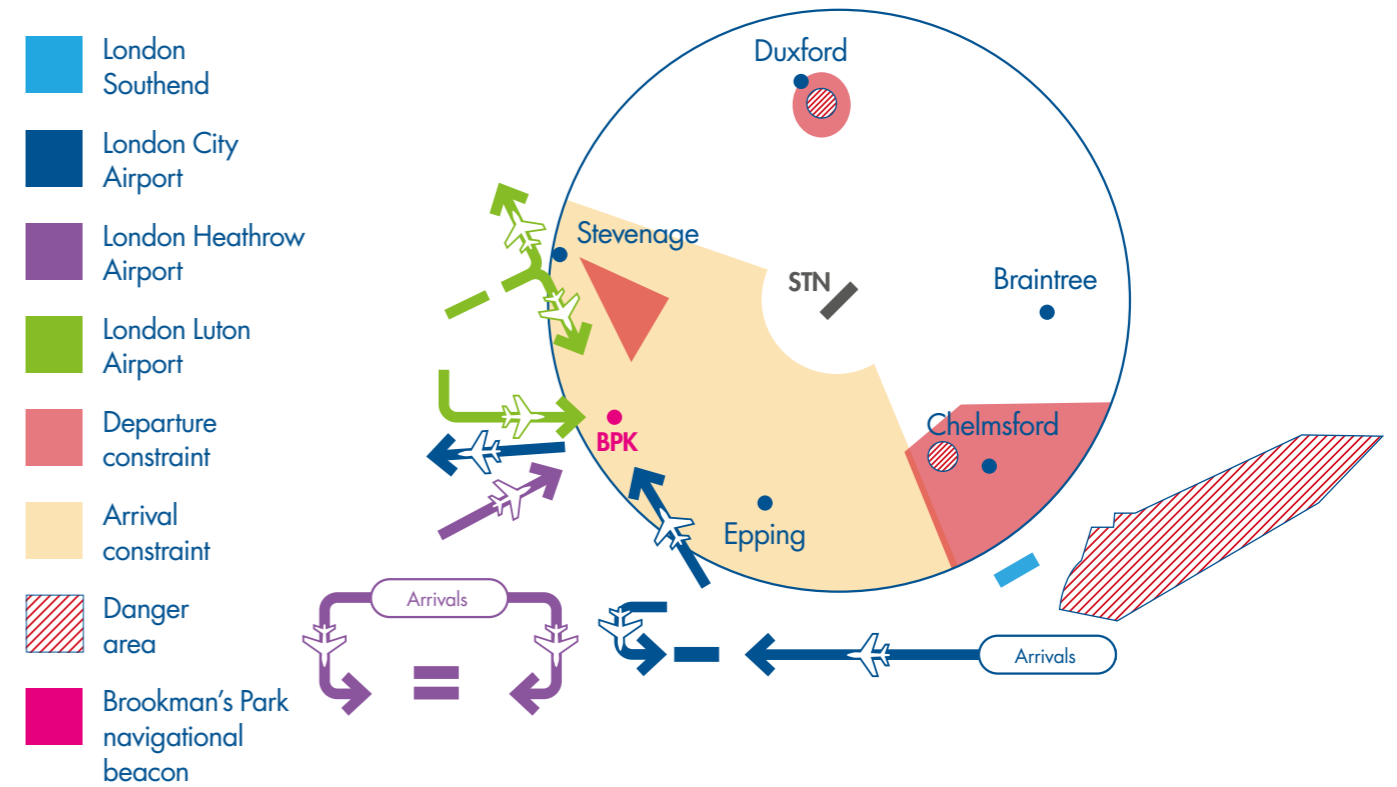 London
Southend
London City
Airport
London Heathrow
Airport
London Luton
Airport
Departure
constraint
Arrival
constraint
Danger
area
Brookman's Park
navigational
beacon
Duxford
Stevenage
STN
Braintree
BPK
Chelmsford
Epping
Arrivals
Arrivals